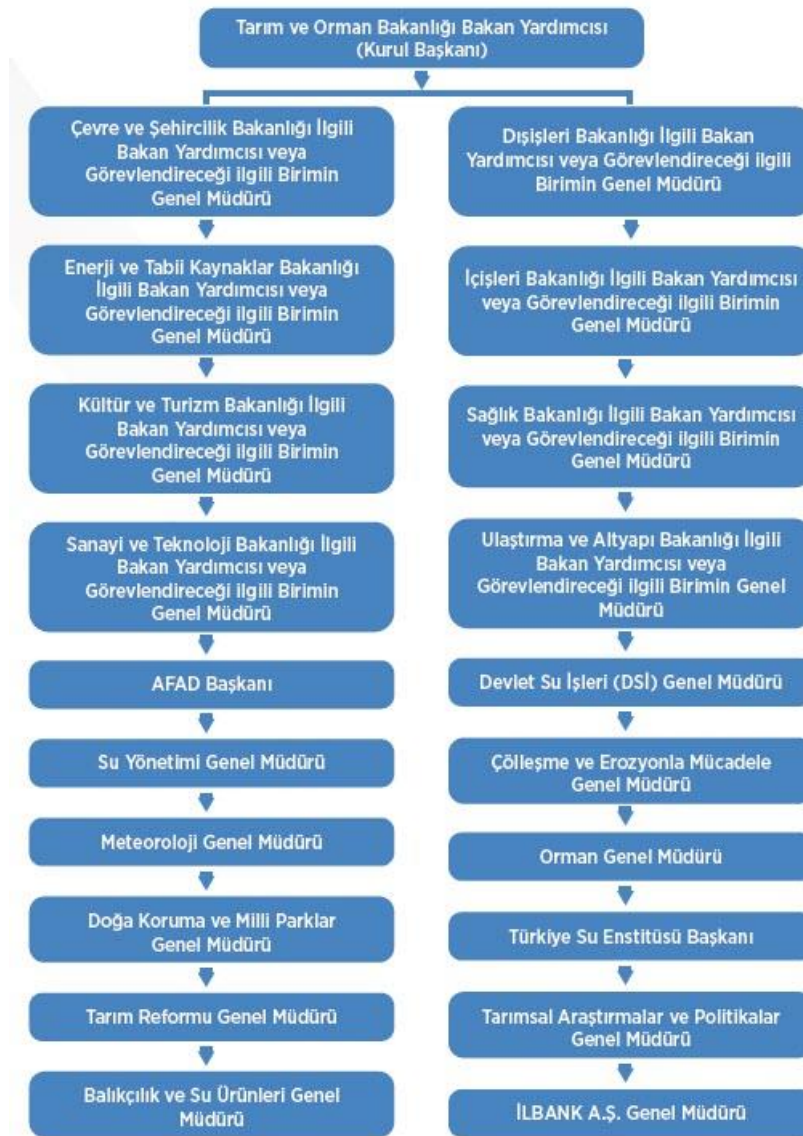 Tarım ve Orman Bakanlığı Bakan Yardımcısı
(Kurul Başkanı)
Çevre ve Şehircilik Bakanlığı İlgili
Bakan Yardımcısı veya
Görevlendireceği ilgili Birimin
Genel Müdürü
Enerji ve Tabii Kaynaklar Bakanlığı
İlgili Bakan Yardımcısı veya
Görevlendireceği ilgili Birimin
Genel Müdürü
Kültür ve Turizm Bakanlığı İlgili
Bakan Yardımcısı veya
Görevlendireceği ilgili Birimin
Genel Müdürü
Sanayi ve Teknoloji Bakanlığı İlgili
Bakan Yardımcısı veya
Görevlendireceği ilgili Birimin
Genel Müdürü
AFAD Başkanı
Su Yönetimi Genel Müdürü
Meteoroloji Genel Müdürü
Doğa Koruma ve Milli Parklar
Genel Müdürü
Tarım Reformu Genel Müdürü
Balıkçılık ve Su Ürünleri Genel
Müdürü
Dışişleri Bakanlığı İlgili Bakan
Yardımcısı veya Görevlendireceği ilgili
Birimin Genel Müdürü
İçişleri Bakanlığı İlgili Bakan Yardımcısı
veya Görevlendireceği ilgili Birimin
Genel Müdürü
Sağlık Bakanlığı İlgili Bakan Yardımcısı
veya Görevlendireceği ilgili Birimin
Genel Müdürü
Ulaştırma ve Altyapı Bakanlığı İlgili
Bakan Yardımcısı veya
Görevlendireceği ilgili Birimin Genel
Müdürü
Devlet Su İşleri (DSİ) Genel Müdürü
Çölleşme ve Erozyonla Mücadele
Genel Müdürü
Orman Genel Müdürü
Türkiye Su Enstitüsü Başkanı
Tarımsal Araştırmalar ve Politikalar
Genel Müdürü
İLBANK A.Ş. Genel Müdürü